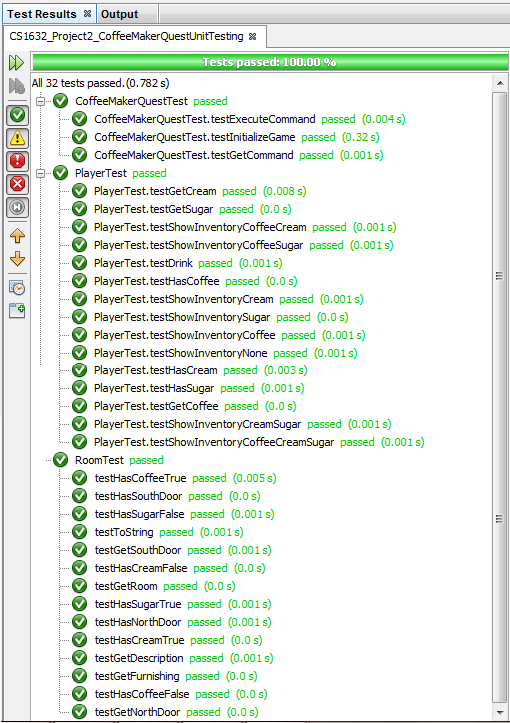 Test Results Output
CS1632_Project2_CoffeeMakerQuestUnitTesting
Tests passed: 100.00 %
All 32 tests passed.(0.782 s)
CoffeeMakerQuestTest passed
CoffeeMakerQuestTest.testExecuteCommand passed (0.004 s)
CoffeeMakerQuestTest.testInitializeGame passed (0.32 s)
CoffeeMakerQuestTest.testGetCommand passed (0.001 s)
PlayerTest passed
PlayerTest.testGetCream passed (0.008 s)
PlayerTest.testGetSugar passed (0.0 s)
PlayerTest.testShowInventoryCoffeeCream passed (0.001 s)
PlayerTest.testShowInventoryCoffeeSugar passed (0.001 s)
PlayerTest.testDrink passed (0.001 s)
PlayerTest.testHasCoffee passed (0.0 s)
PlayerTest.testShowInventoryCream passed (0.001 s)
PlayerTest.testShowInventorySugar passed (0.0 s)
PlayerTest.testShowInventoryCoffee passed (0.001 s)
PlayerTest.testShowInventoryNone passed (0.001 s)
PlayerTest.testHasCream passed (0.003 s)
PlayerTest.testHasSugar passed (0.001 s)
PlayerTest.testGetCoffee passed (0.0 s)
PlayerTest.testShowInventoryCreamSugar passed (0.001 s)
PlayerTest.testShowInventoryCoffeeCreamSugar passed (0.001 s)
RoomTest passed
testHasCoffeeTrue passed (0.005 s)
testHasSouthDoor passed (0.0 s)
testHasSugarFalse passed (0.001 s)
testToString passed (0.001 s)
testGetSouthDoor passed (0.001 s)
testHasCreamFalse passed (0.0 s)
testGetRoom passed (0.0 s)
testHasSugarTrue passed (0.001 s)
testHasNorthDoor passed (0.001 s)
testHasCreamTrue passed (0.0 s)
testGetDescription passed (0.001 s)
testGetFurnishing passed (0.0 s)
testHasCoffeeFalse passed (0.0 s)
testGetNorthDoor passed (0.0 s)